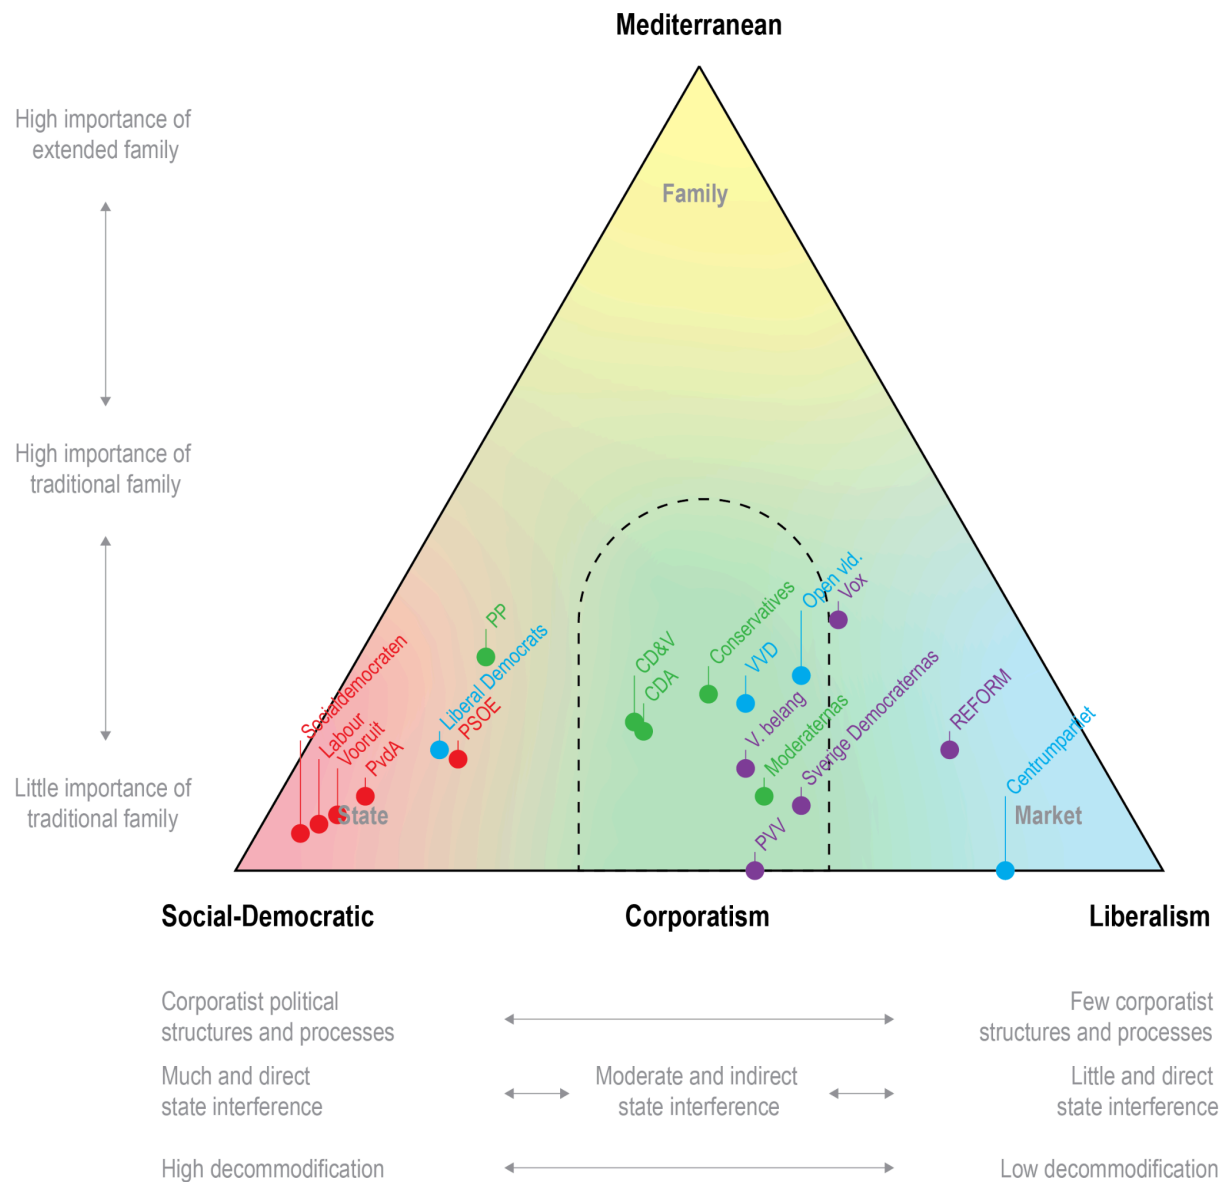 Mediterranean
High importance of
extended family
Family
High importance of
traditional family
Open vld.
Vox
Conservatives
PP
CD&V
VVD
Liberal Democrats
CDA
Socialdemocraten
Labour
Vooruit
PvdA
PSOE
V. belang
Moderaternas
Sverige Democraternas
REFORM
Centrumpartiet
Little importance of
traditional family
State
Market
PVV
Social-Democratic
Corporatism
Liberalism
Corporatist political
structures and processes
Few corporatist
structures and processes
Much and direct
state interference
Moderate and indirect
state interference
Little and direct
state interference
High decommodification
Low decommodification